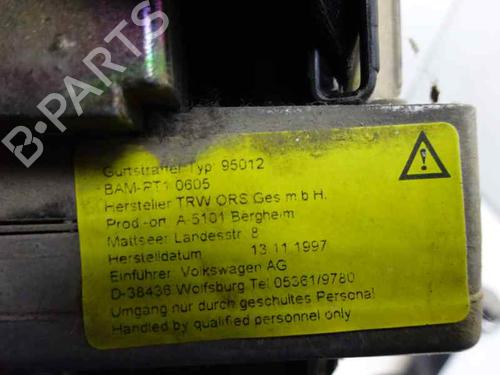 B-Parts
Gurtstraffer Typ: 95012
BAM-PT1 0605
Hersteller TRW ORS Ges.m.b.H.
Prod.-ort A-5101 Bergheim
Mattseer Landesstr. 8
Herstelldatum 13.11.1997
Einführer Volkswagen AG
D-38436 Wolfsburg Tel 05361/9780
Umgang nur durch geschultes Personal
Handled by qualified personnel only